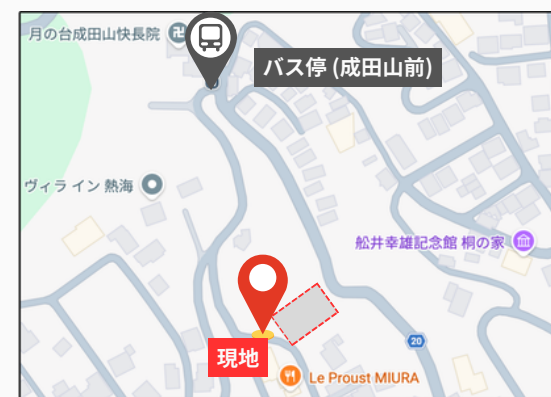 月の台成田山快長院
卍
バス停 (成田山前)
ヴィラ イン 熱海
舩井幸雄記念館 桐の家
20
現地
Le Proust MIURA